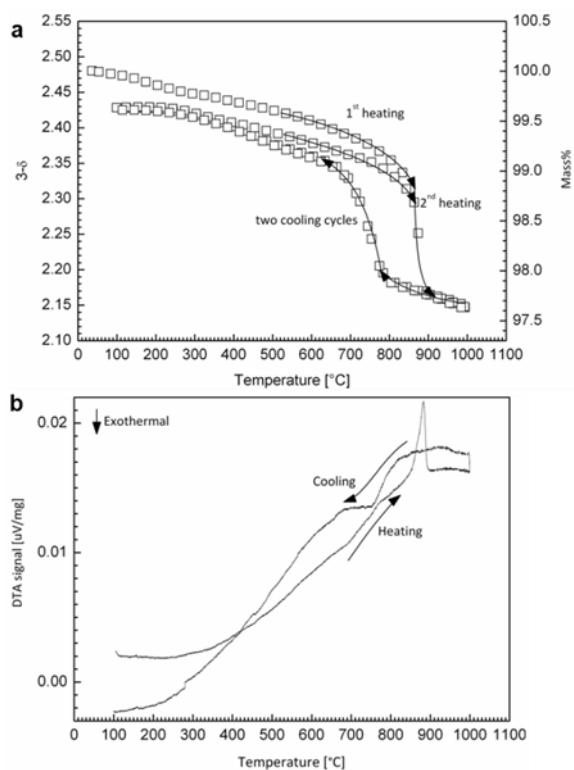 a
2.55
2.50
2.45
2.40
2.35
2.30
2.25
2.20
2.15
2.10
3-δ
100.5
100.0
99.5
99.0
98.5
98.0
97.5
Mass%
1st heating
2nd heating
two cooling cycles
0 100 200 300 400 500 600 700 800 900 1000 1100
Temperature [°C]
b
Exothermal
0.02
0.01
0.00
DTA signal [uV/mg]
Cooling
Heating
0 100 200 300 400 500 600 700 800 900 1000 1100
Temperature [°C]